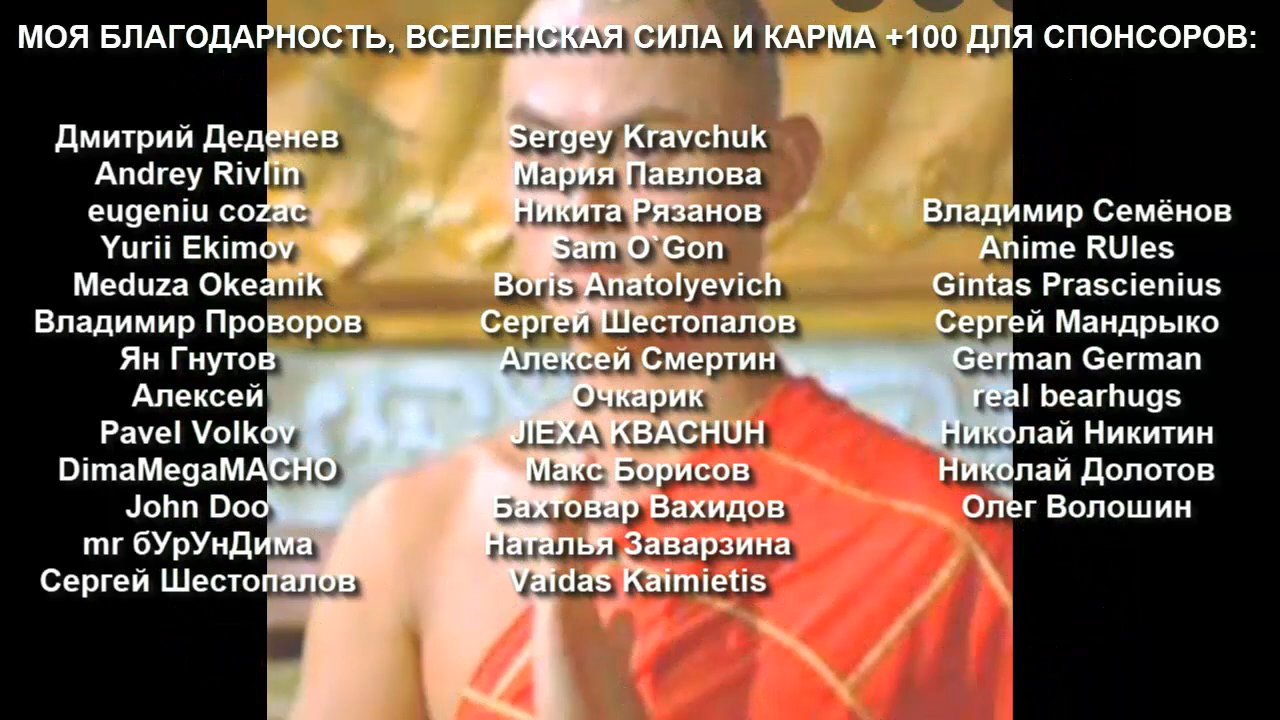 МОЯ БЛАГОДАРНОСТЬ, ВСЕЛЕНСКАЯ СИЛА И КАРМА +100 ДЛЯ СПОНСОРОВ:
Дмитрий Деденев
Andrey Rivlin
eugeniu cozac
Yurii Ekimov
Meduza Okeanik
Владимир Проворов
Ян Гнутов
Алексей
Pavel Volkov
DimaMegaMACHO
John Doo
mr бУрУнДима
Сергей Шестопалов
Sergey Kravchuk
Мария Павлова
Никита Рязанов
Sam O`Gon
Boris Anatolyevich
Сергей Шестопалов
Алексей Смертин
Очкарик
JIEXA KBACHUH
Макс Борисов
Бахтовар Вахидов
Наталья Заварзина
Vaidas Kaimietis
Владимир Семёнов
Anime RUles
Gintas Prascienius
Сергей Мандрыко
German German
real bearhugs
Николай Никитин
Николай Долотов
Олег Волошин